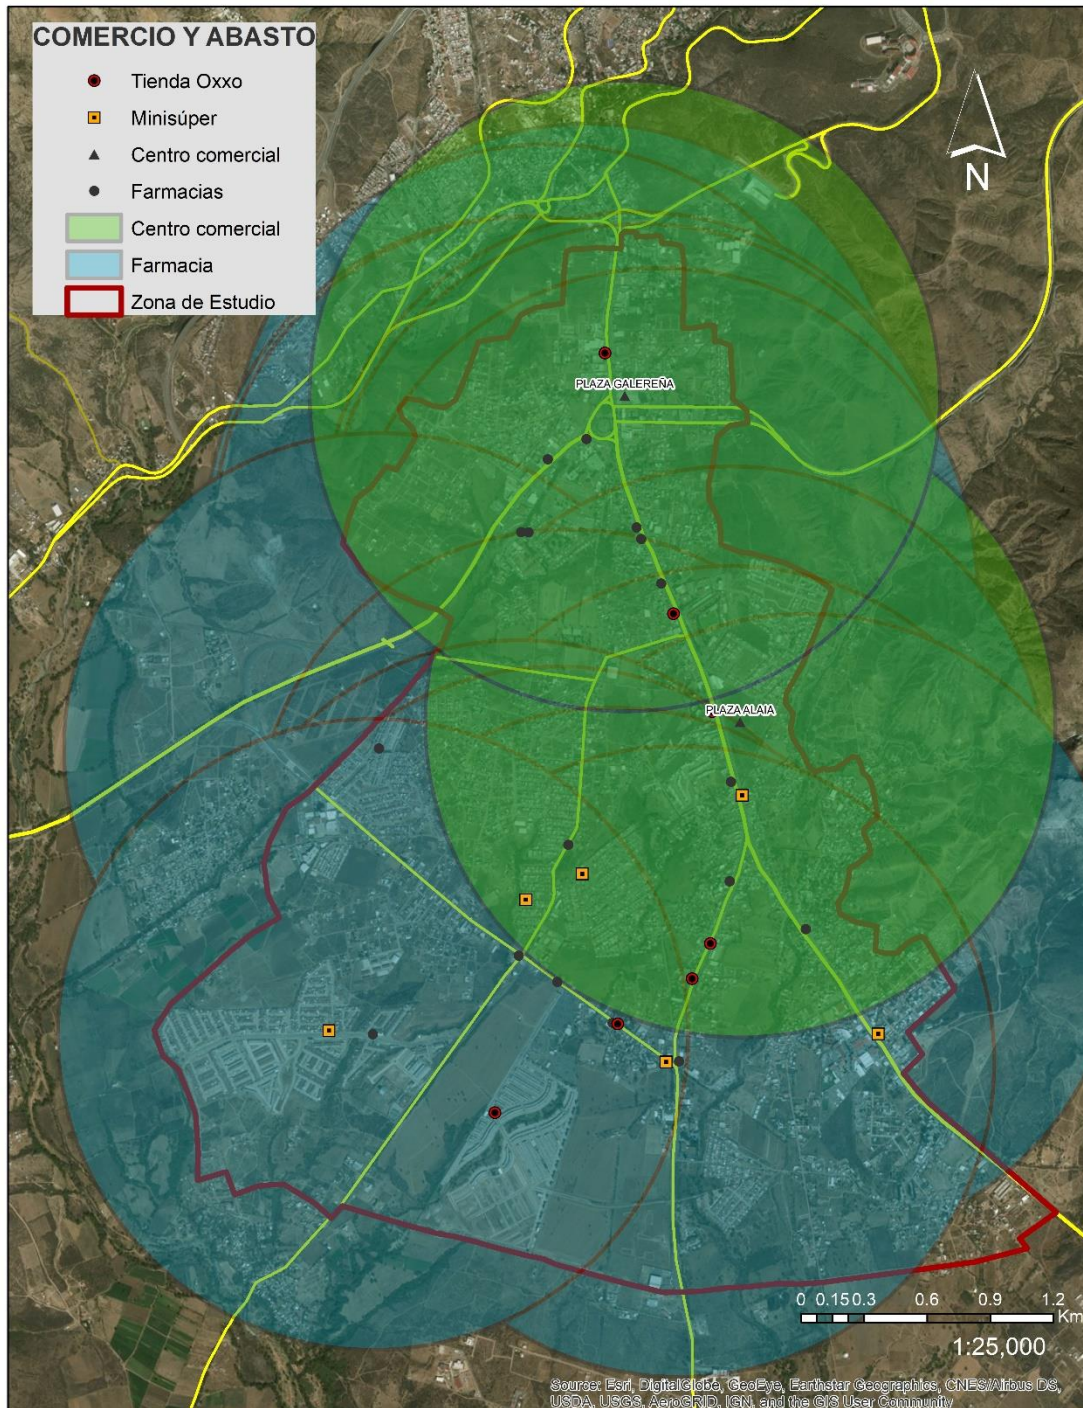 COMERCIO Y ABASTO
Tienda Oxxo
Minisúper
Centro comercial
Farmacias
Centro comercial
Farmacia
Zona de Estudio
N
PLAZA GALEREÑA
PLAZA ALAIA
0 0.15 0.3 0.6 0.9 1.2
Km
1:25,000
Source: Esri, DigitalGlobe, GeoEye, Earthstar Geographics, CNES/Airbus DS,
USDA, USGS, AeroGRID, IGN, and the GIS User Community